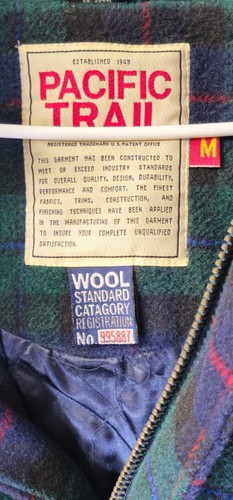 ESTABLISHED 1945
PACIFIC
TRAIL
REGISTERED TRADEMARK U.S. PATENT OFFICE
M
THIS GARMENT HAS BEEN CONSTRUCTED TO
MEET OR EXCEED INDUSTRY STANDARDS
FOR OVERALL QUALITY, DESIGN, DURABILITY,
PERFORMANCE AND COMFORT. THE FINEST
FABRICS, TRIMS, CONSTRUCTION, AND
FINISHING TECHNIQUES HAVE BEEN APPLIED
IN THE MANUFACTURING OF THIS GARMENT
TO INSURE YOUR COMPLETE UNQUALIFIED
SATISFACTION.
WOOL
STANDARD
CATAGORY
REGISTRATION
No. 995887